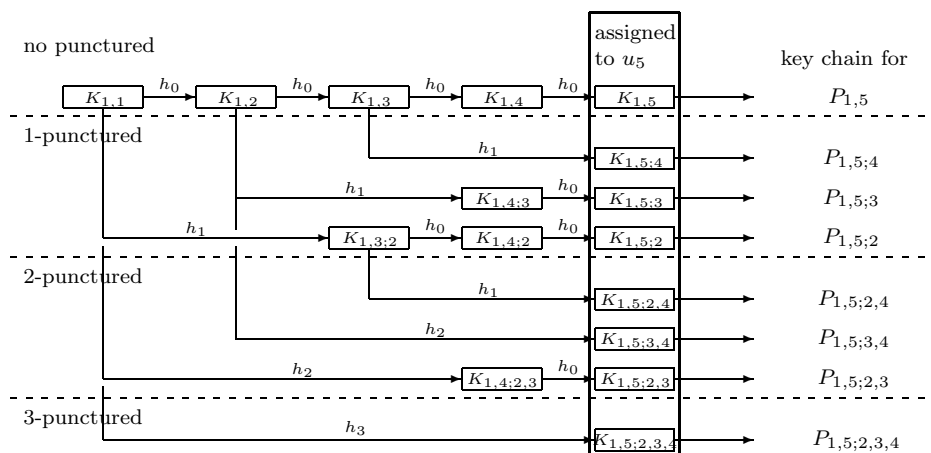 no punctured
assigned
to u₅
key chain for
h₀ h₀ h₀ h₀
K₁,₁ K₁,₂ K₁,₃ K₁,₄ K₁,₅ P₁,₅
1-punctured
h₁ K₁,₅;₄ P₁,₅;₄
h₁ K₁,₄;₃ h₀ K₁,₅;₃ P₁,₅;₃
h₁ K₁,₃;₂ h₀ K₁,₄;₂ h₀ K₁,₅;₂ P₁,₅;₂
2-punctured
h₁ K₁,₅;₂,₄ P₁,₅;₂,₄
h₂ K₁,₅;₃,₄ P₁,₅;₃,₄
h₂ K₁,₄;₂,₃ h₀ K₁,₅;₂,₃ P₁,₅;₂,₃
3-punctured
h₃ K₁,₅;₂,₃,₄ P₁,₅;₂,₃,₄